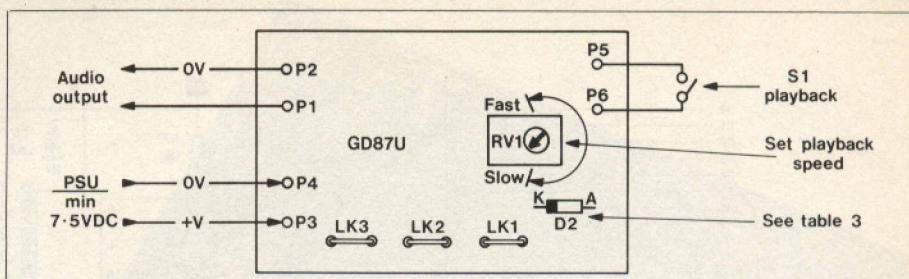 Audio
output
0V
P2
P1
PSU
min
7·5VDC
0V
+V
P4
P3
GD87U
LK3
LK2
LK1
Fast
RV1
Slow
K
A
D2
P5
P6
S1
playback
Set playback
speed
See table 3